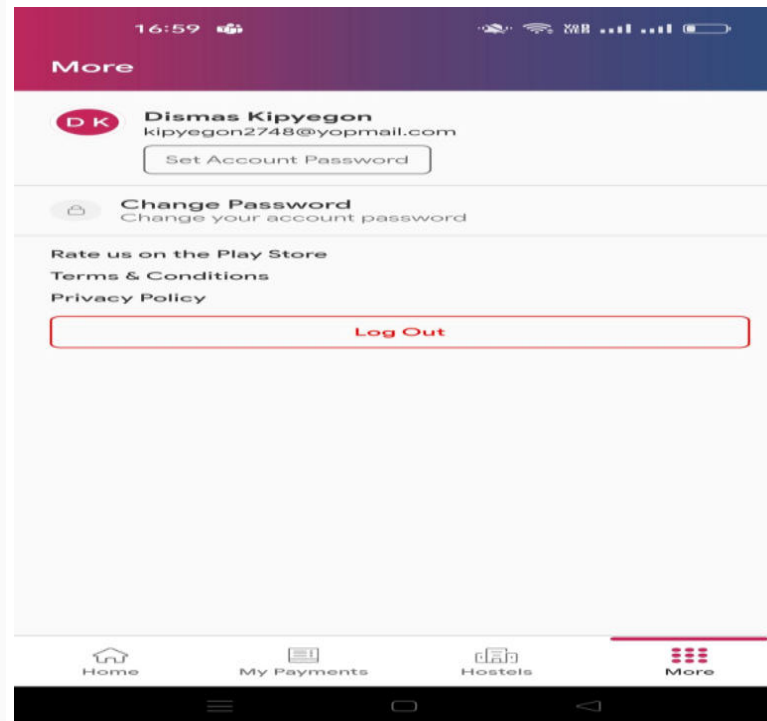 16:59
More
D K
Dismas Kipyegon
kipyegon2748@yopmail.com
Set Account Password
Change Password
Change your account password
Rate us on the Play Store
Terms & Conditions
Privacy Policy
Log Out
Home
My Payments
Hostels
More